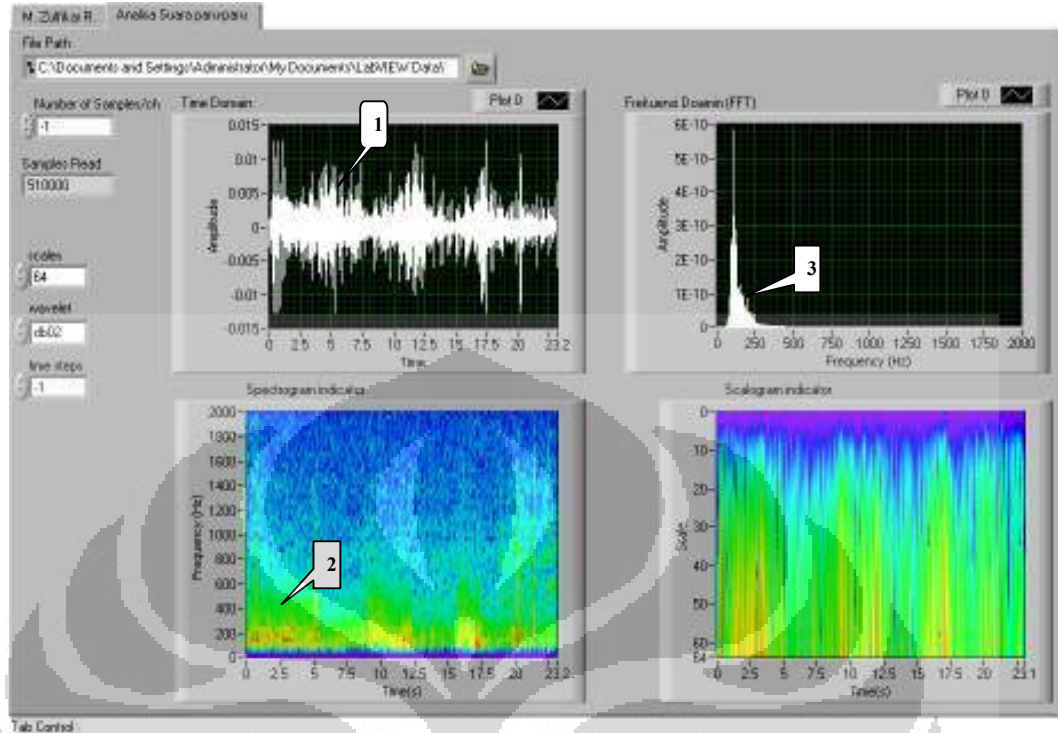 M. Zulfikar R. Analisa Suara paru-paru
File Path
C:\Documents and Settings\Administrator\My Documents\LabVIEW Data\
Number of Samples/ch
-1
Samples Read
510000
scales
64
wavelet
db02
time steps
-1
Time Domain
Plot 0
1
Amplitude
0.015
0.01
0.005
0
-0.005
-0.01
-0.015
0 2.5 5 7.5 10 12.5 15 17.5 20 23.2
Time
Frekuensi Domain (FFT)
Plot 0
3
Amplitude
6E-10
5E-10
4E-10
3E-10
2E-10
1E-10
0
0 250 500 750 1000 1250 1500 1750 2000
Frequency (Hz)
Spectrogram indicator
2
Frequency (Hz)
2000
1800
1600
1400
1200
1000
800
600
400
200
0
0 2.5 5 7.5 10 12.5 15 17.5 20 23.2
Time(s)
Scalogram indicator
Scale
0
10
20
30
40
50
60
64
0 2.5 5 7.5 10 12.5 15 17.5 20 23.1
Time(s)
Tab Control